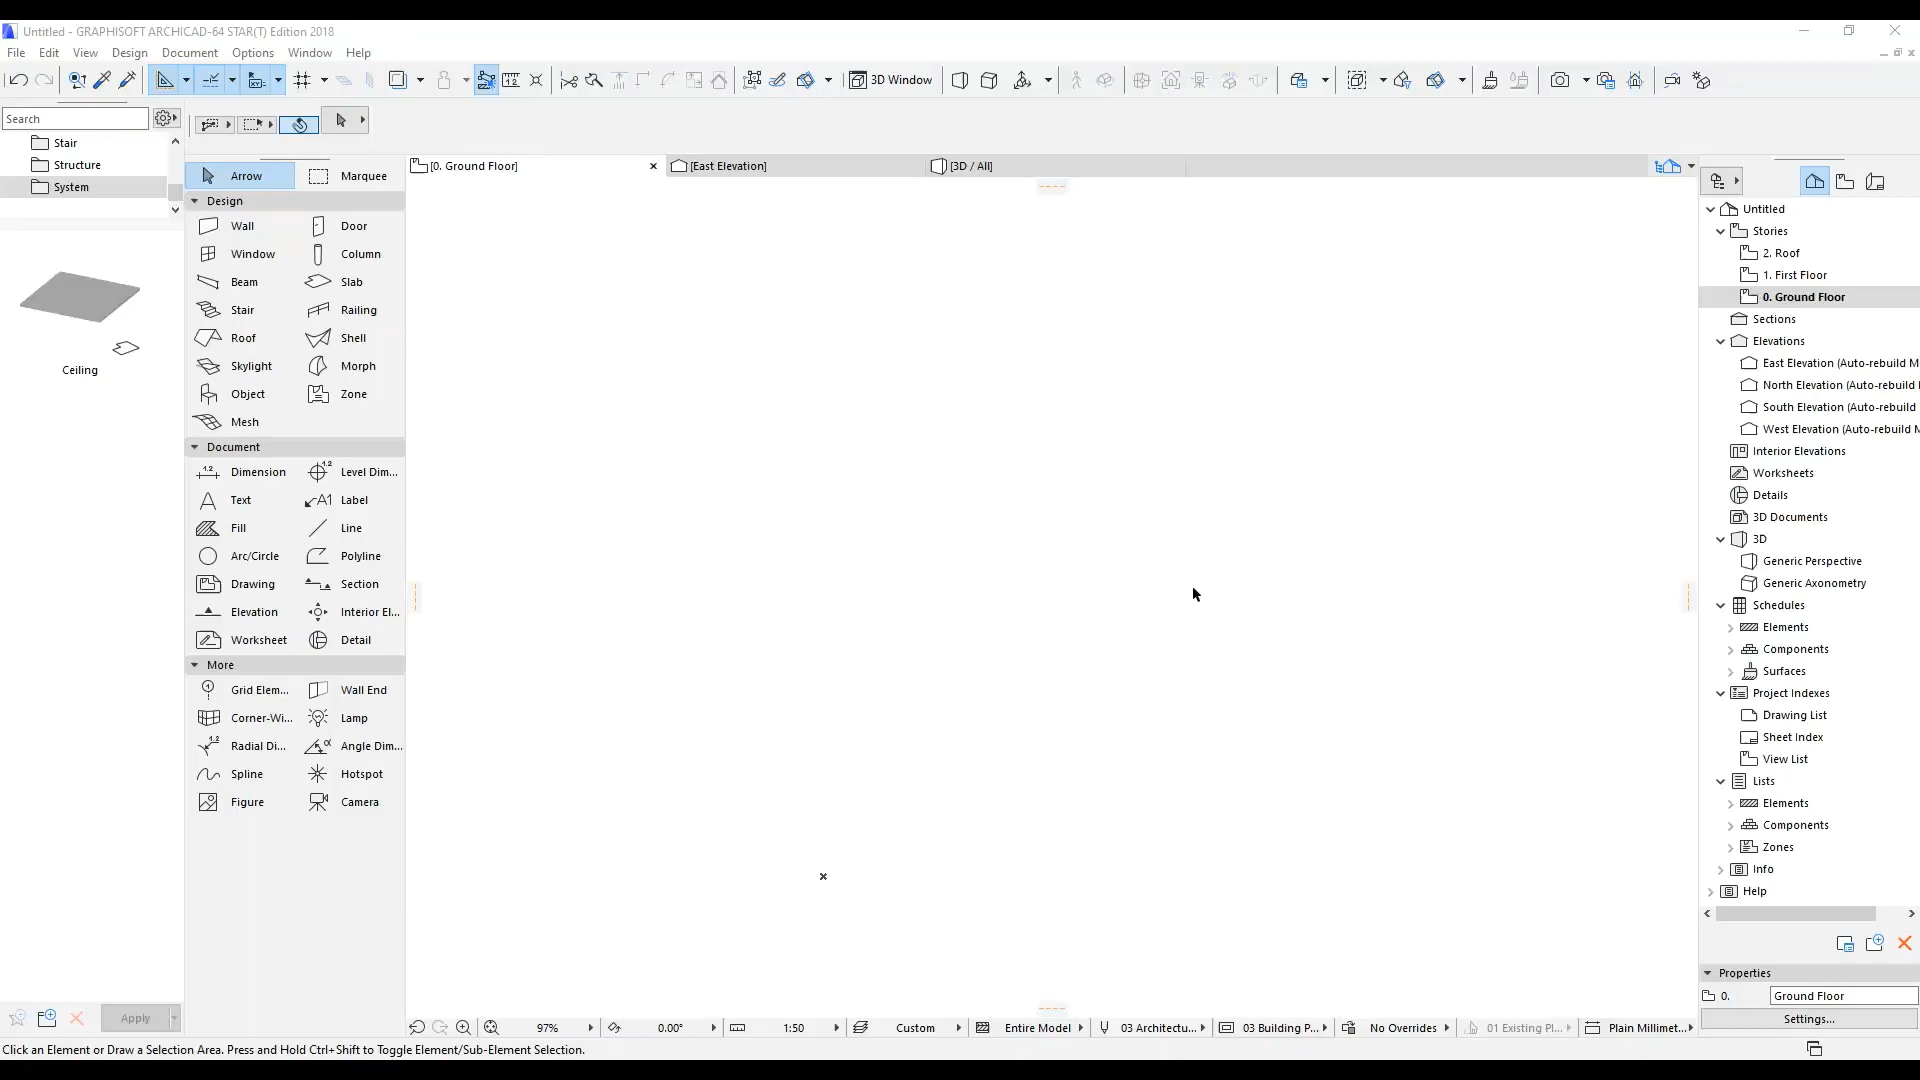 Untitled - GRAPHISOFT ARCHICAD-64 STAR(T) Edition 2018
File Edit View Design Document Options Window Help
3D Window
Search
Stair
Structure
System
Ceiling
Apply
Arrow Marquee
Design
Wall Door
Window Column
Beam Slab
Stair Railing
Roof Shell
Skylight Morph
Object Zone
Mesh
Document
Dimension Level Dim...
Text Label
Fill Line
Arc/Circle Polyline
Drawing Section
Elevation Interior El...
Worksheet Detail
More
Grid Elem... Wall End
Corner-Wi... Lamp
Radial Di... Angle Dim...
Spline Hotspot
Figure Camera
[0. Ground Floor] [East Elevation] [3D / All]
Untitled
Stories
2. Roof
1. First Floor
0. Ground Floor
Sections
Elevations
East Elevation (Auto-rebuild M
North Elevation (Auto-rebuild
South Elevation (Auto-rebuild
West Elevation (Auto-rebuild M
Interior Elevations
Worksheets
Details
3D Documents
3D
Generic Perspective
Generic Axonometry
Schedules
Elements
Components
Surfaces
Project Indexes
Drawing List
Sheet Index
View List
Lists
Elements
Components
Zones
Info
Help
Properties
0. Ground Floor
Settings...
97% 0.00° 1:50 Custom Entire Model 03 Architectu... 03 Building P... No Overrides 01 Existing Pl... Plain Millimet...
Click an Element or Draw a Selection Area. Press and Hold Ctrl+Shift to Toggle Element/Sub-Element Selection.